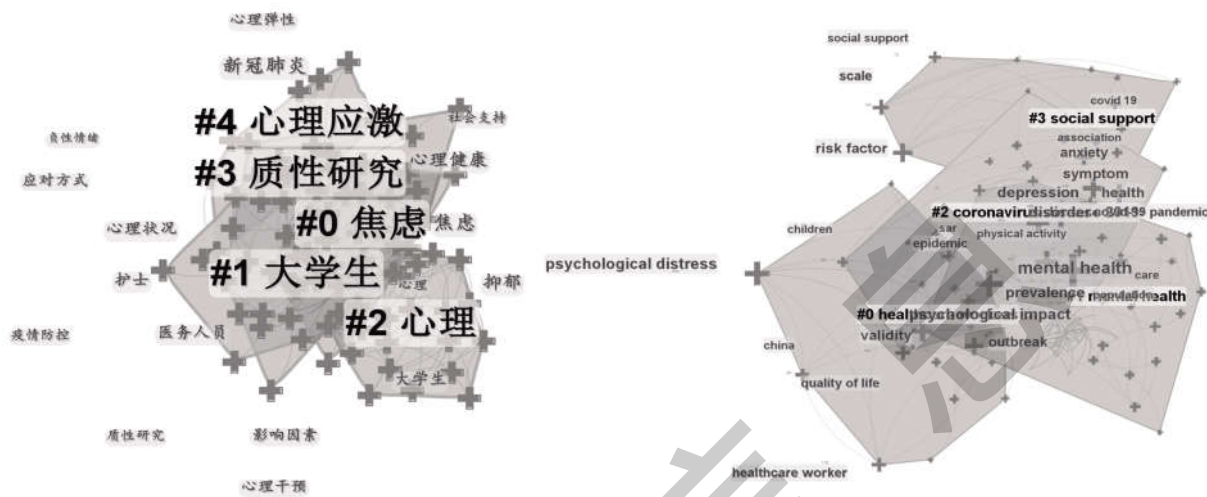 心理弹性
新冠肺炎
#4 心理应激
社会支持
负性情绪
#3 质性研究
心理健康
应对方式
#0 焦虑
焦虑
心理状况
#1 大学生
心理
护士
抑郁
#2 心理
疫情防控
医务人员
大学生
质性研究
影响因素
心理干预
social support
scale
covid 19
#3 social support
association
risk factor
anxiety
symptom
depression
health
#2 coronavirus
pandemic
children
sar
physical activity
epidemic
psychological distress
mental health
care
prevalence
population
#1 mental health
#0 health
psychological impact
validity
china
outbreak
quality of life
healthcare worker